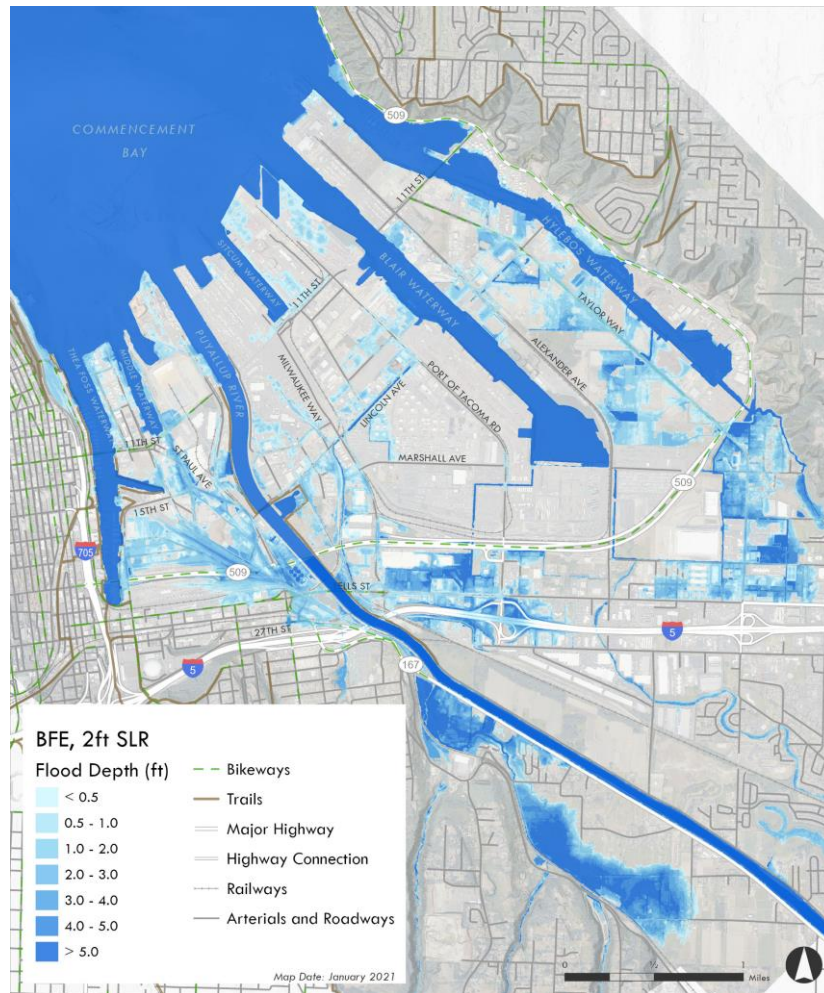 COMMENCEMENT
BAY
509
11TH ST
HYLEBOS WATERWAY
SITCUM WATERWAY
BLAIR WATERWAY
11TH ST
TAYLOR WAY
PUYALLUP RIVER
THEA FOSS WATERWAY
MIDDLE WATERWAY
MILWAUKEE WAY
ALEXANDER AVE
PORT OF TACOMA RD
LINCOLN AVE
11TH ST
ST PAUL AVE
MARSHALL AVE
509
15TH ST
705
509
ELLS ST
27TH ST
5
5
167
BFE, 2ft SLR
Flood Depth (ft)
< 0.5
0.5 - 1.0
1.0 - 2.0
2.0 - 3.0
3.0 - 4.0
4.0 - 5.0
> 5.0
Bikeways
Trails
Major Highway
Highway Connection
Railways
Arterials and Roadways
Map Date: January 2021
0 1/2 1
Miles